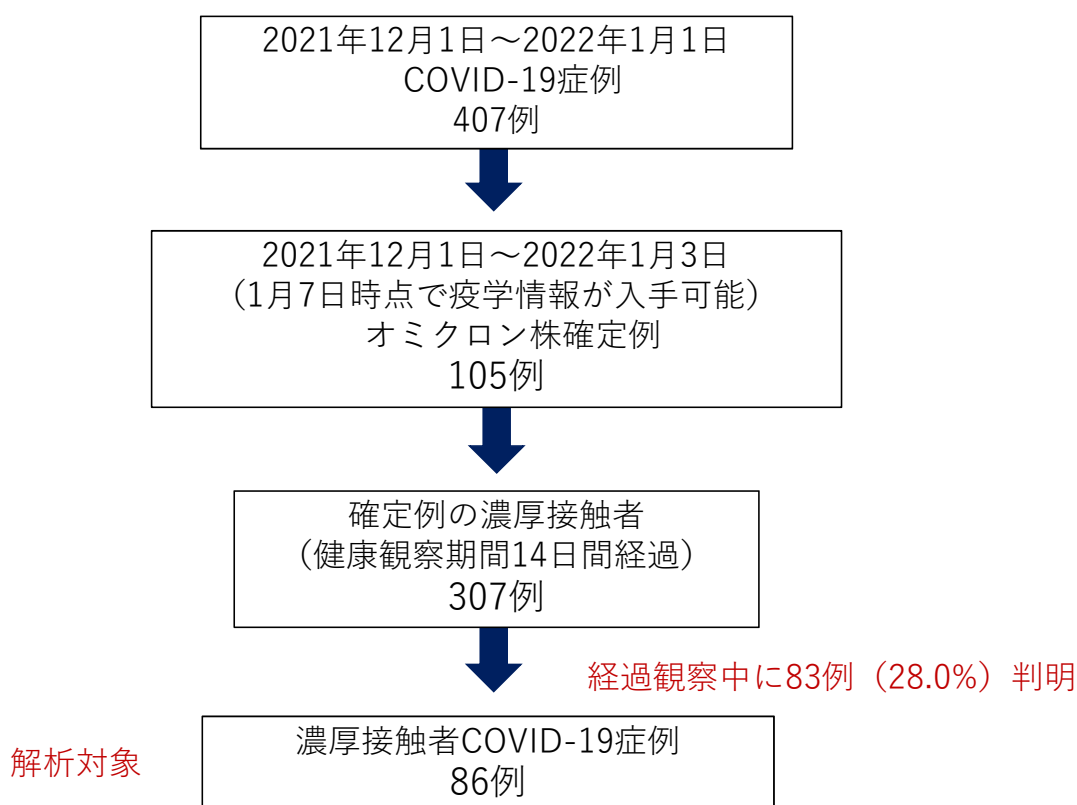 2021年12月1日～2022年1月1日
COVID-19症例
407例
2021年12月1日～2022年1月3日
（1月7日時点で疫学情報が入手可能）
オミクロン株確定例
105例
確定例の濃厚接触者
（健康観察期間14日間経過）
307例
経過観察中に83例（28.0%）判明
解析対象
濃厚接触者COVID-19症例
86例